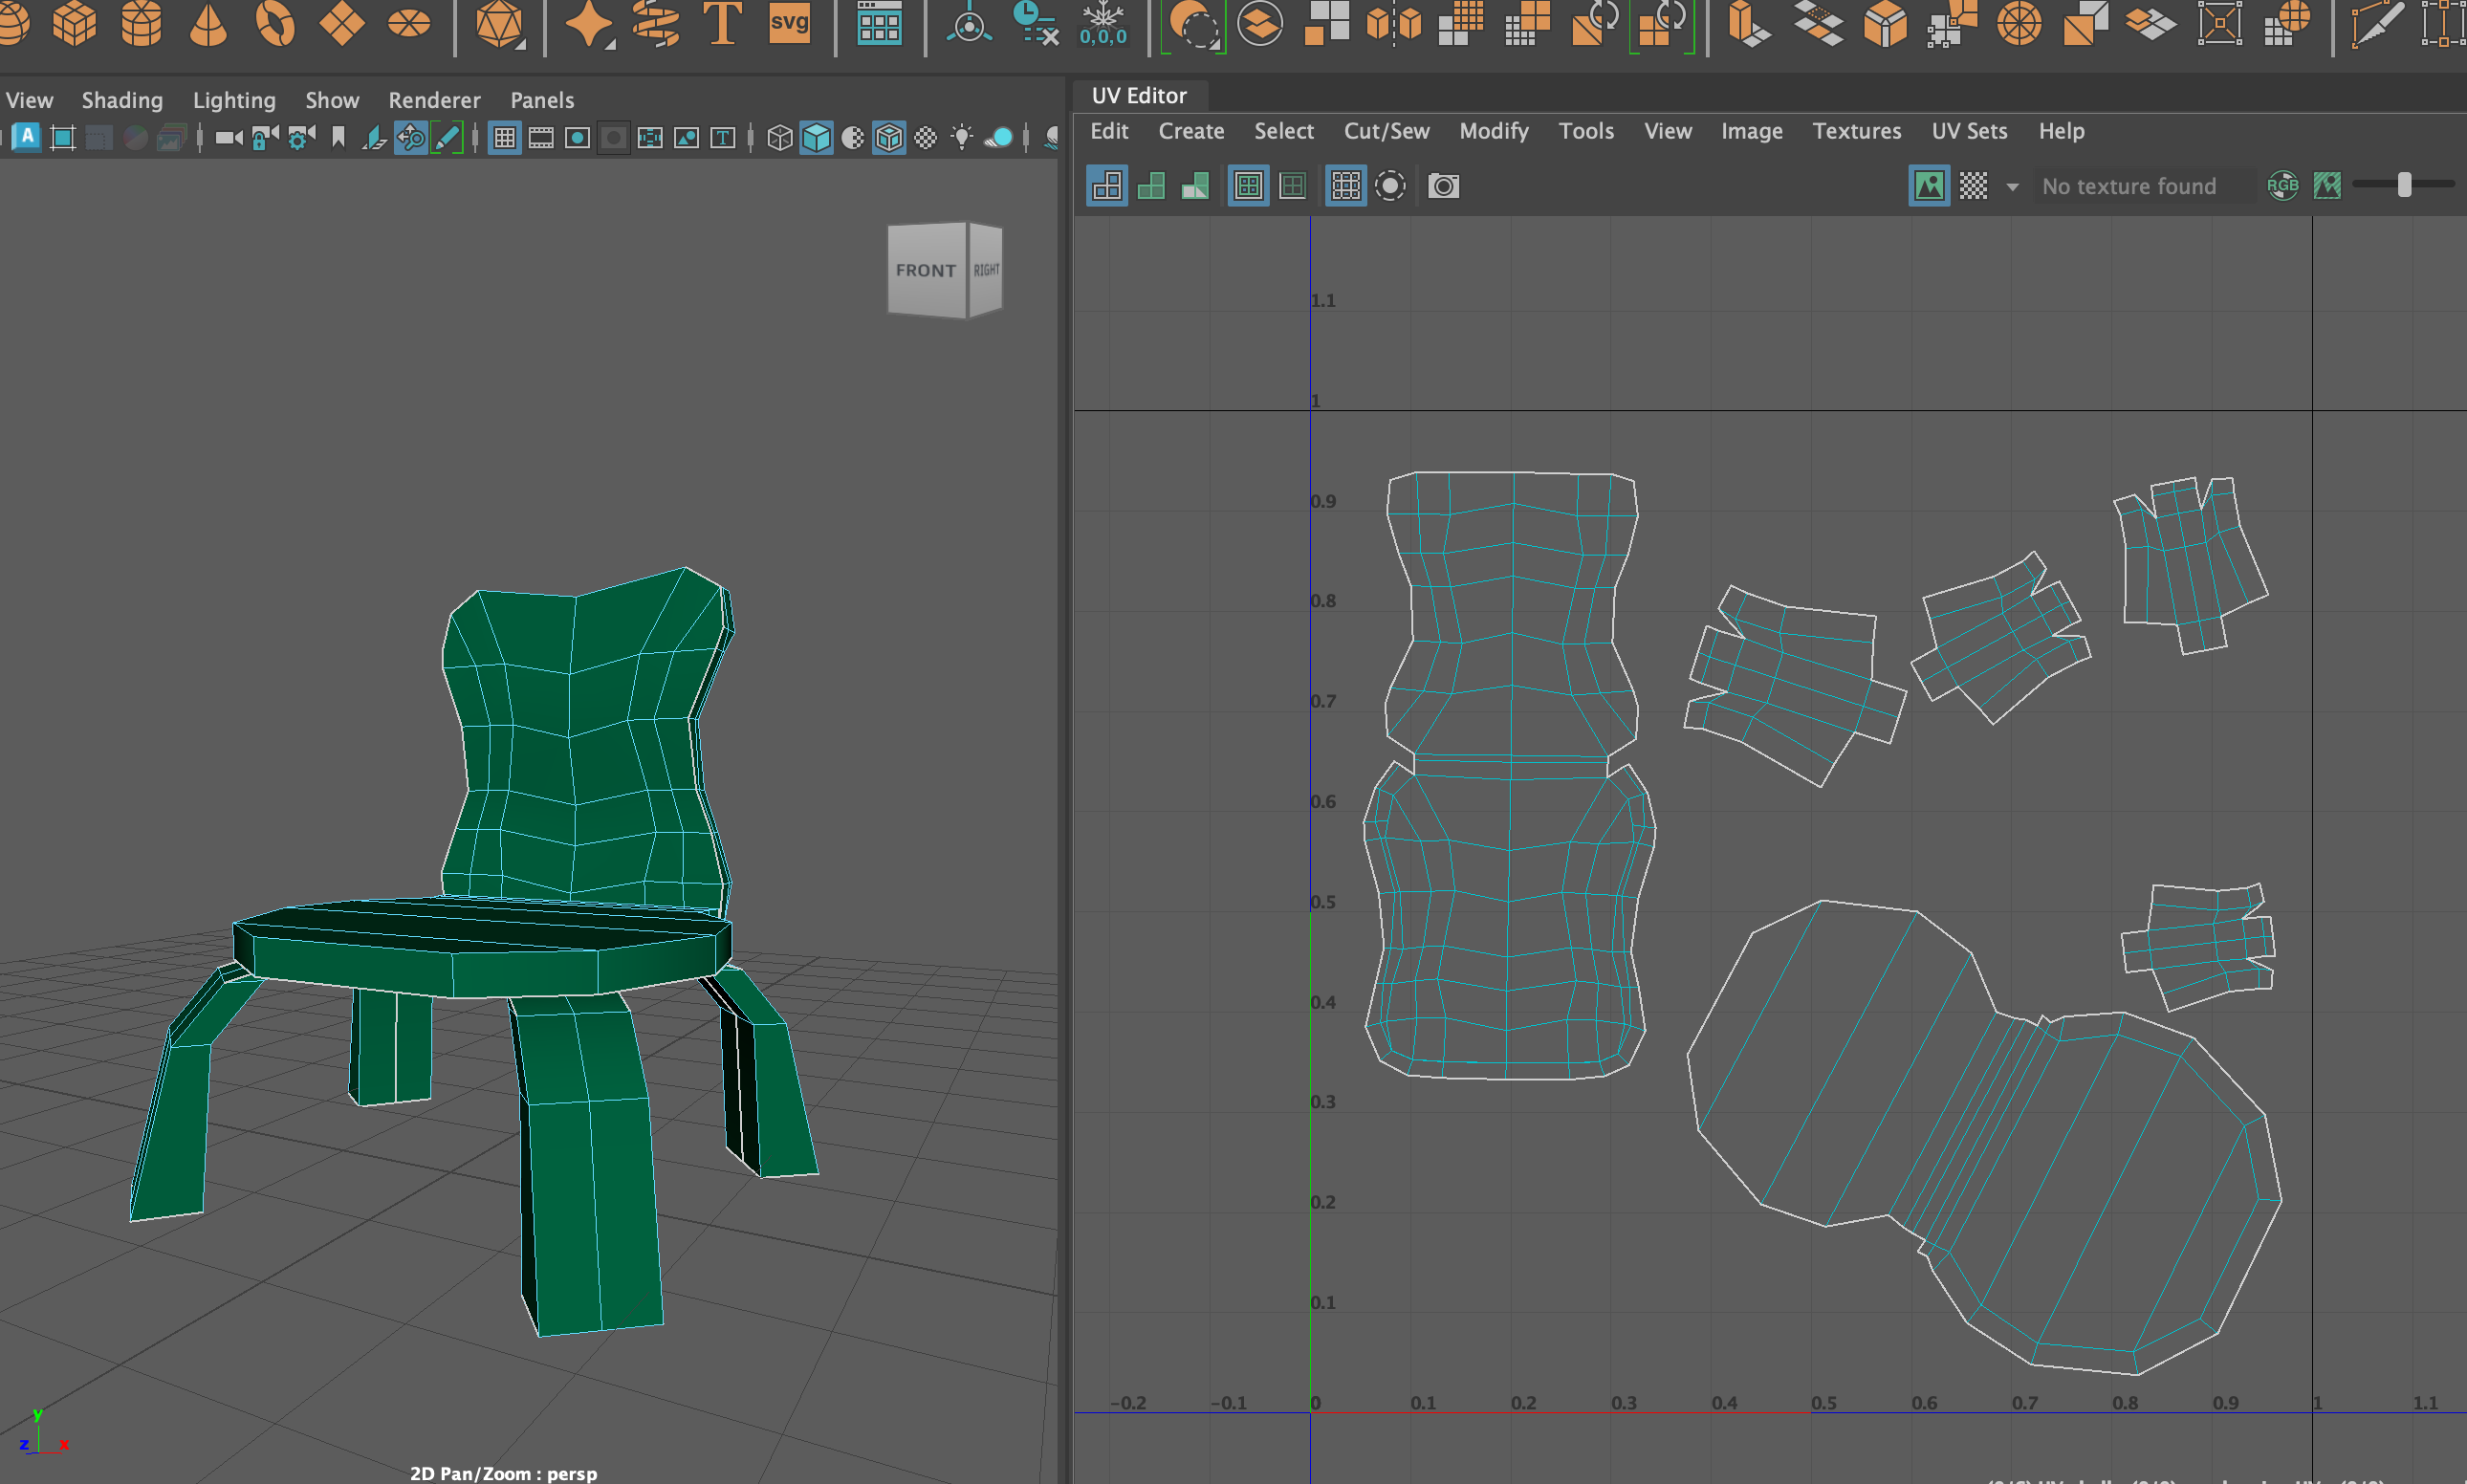 T
svg
0,0,0
View Shading Lighting Show Renderer Panels
UV Editor
A
T
Edit Create Select Cut/Sew Modify Tools View Image Textures UV Sets Help
No texture found
RGB
FRONT RIGHT
1.1
1
0.9
0.8
0.7
0.6
0.5
0.4
0.3
0.2
0.1
-0.2 -0.1 0 0.1 0.2 0.3 0.4 0.5 0.6 0.7 0.8 0.9 1 1.1
y
z x
2D Pan/Zoom : persp